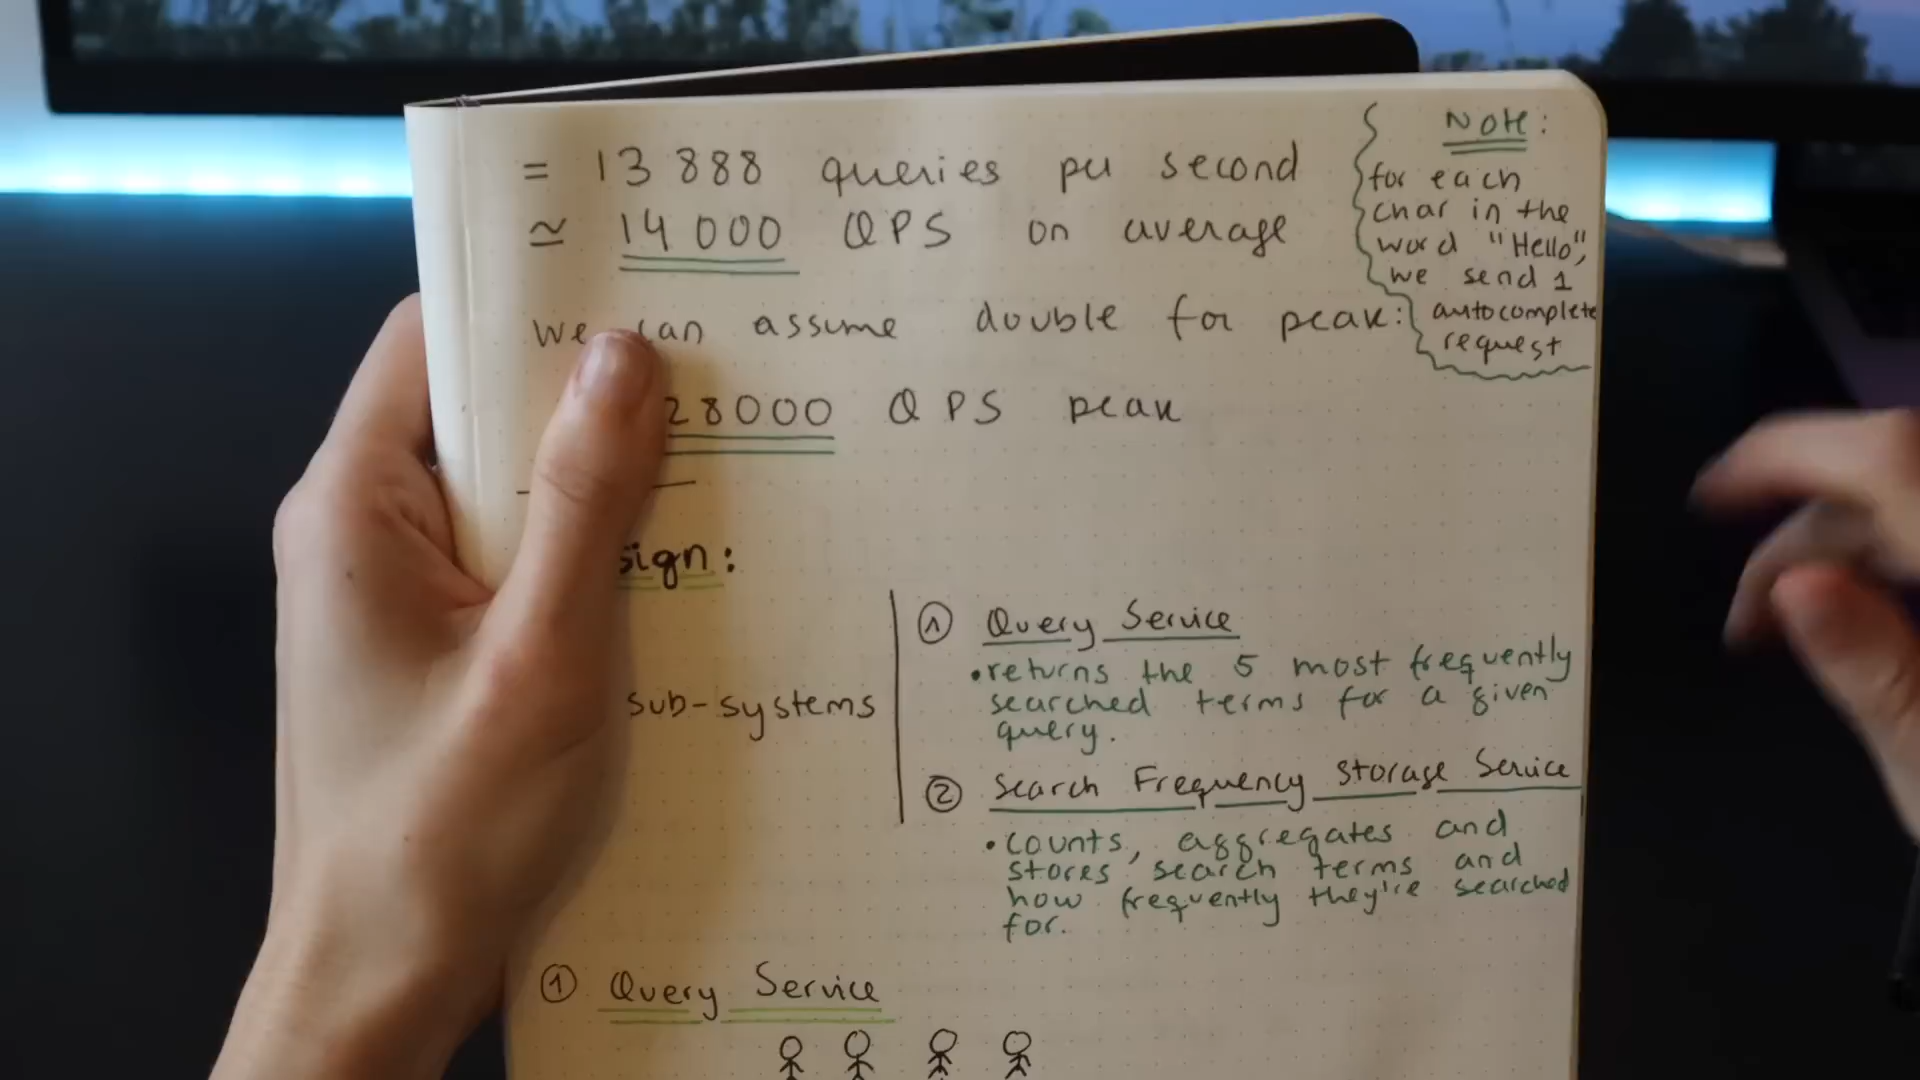 = 13 888 queries per second
≃ 14 000 QPS on average
we can assume double for peak:
28000 QPS peak
Note:
for each
char in the
word "Hello",
we send 1
autocomplete
request
sign:
sub-systems
① Query Service
• returns the 5 most frequently
searched terms for a given
query.
② Search Frequency Storage Service
• counts, aggregates and
stores search terms and
how frequently they're searched
for.
① Query Service